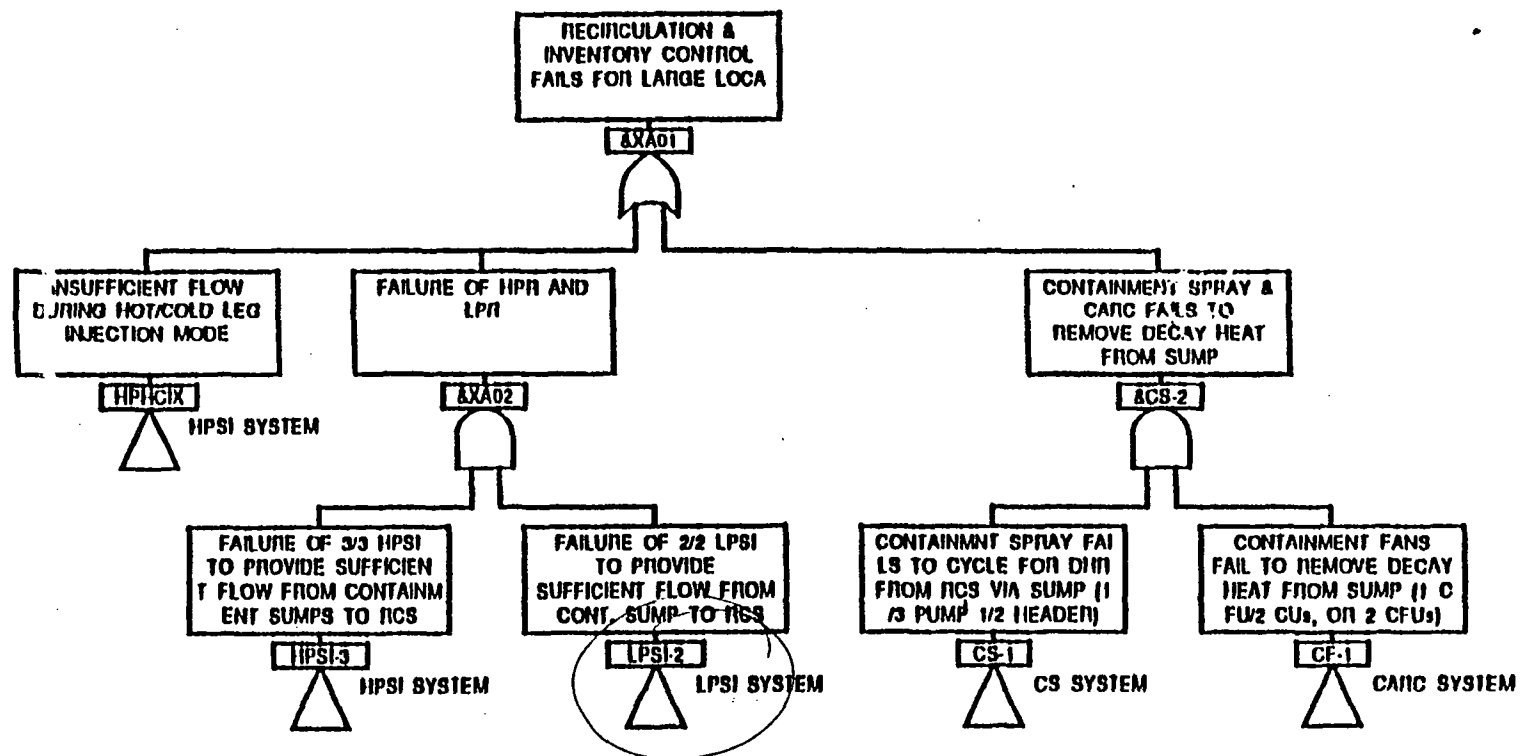 RECIRCULATION &
INVENTORY CONTROL
FAILS FOR LARGE LOCA
&XA01
INSUFFICIENT FLOW
DURING HOT/COLD LEG
INJECTION MODE
HPHCIX
HPSI SYSTEM
FAILURE OF HPR AND
LPR
&XA02
CONTAINMENT SPRAY &
CARC FAILS TO
REMOVE DECAY HEAT
FROM SUMP
&CS-2
FAILURE OF 3/3 HPSI
TO PROVIDE SUFFICIEN
T FLOW FROM CONTAINM
ENT SUMPS TO RCS
HPSI-3
HPSI SYSTEM
FAILURE OF 2/2 LPSI
TO PROVIDE
SUFFICIENT FLOW FROM
CONT. SUMP TO RCS
LPSI-2
LPSI SYSTEM
CONTAINMNT SPRAY FAI
LS TO CYCLE FOR DHR
FROM RCS VIA SUMP (1
/3 PUMP 1/2 HEADER)
CS-1
CS SYSTEM
CONTAINMENT FANS
FAIL TO REMOVE DECAY
HEAT FROM SUMP (1 C
FU/2 CUs, OR 2 CFUs)
CF-1
CARC SYSTEM